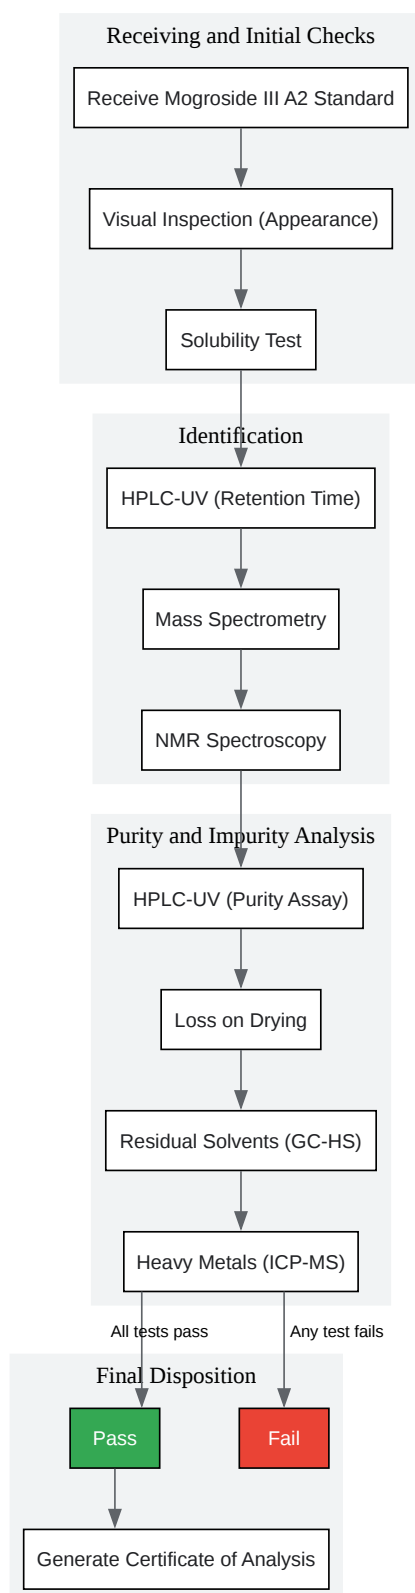 Receiving and Initial Checks
Receive Mogroside III A2 Standard
Visual Inspection (Appearance)
Solubility Test
Identification
HPLC-UV (Retention Time)
Mass Spectrometry
NMR Spectroscopy
Purity and Impurity Analysis
HPLC-UV (Purity Assay)
Loss on Drying
Residual Solvents (GC-HS)
Heavy Metals (ICP-MS)
All tests pass
Any test fails
Final Disposition
Pass
Fail
Generate Certificate of Analysis